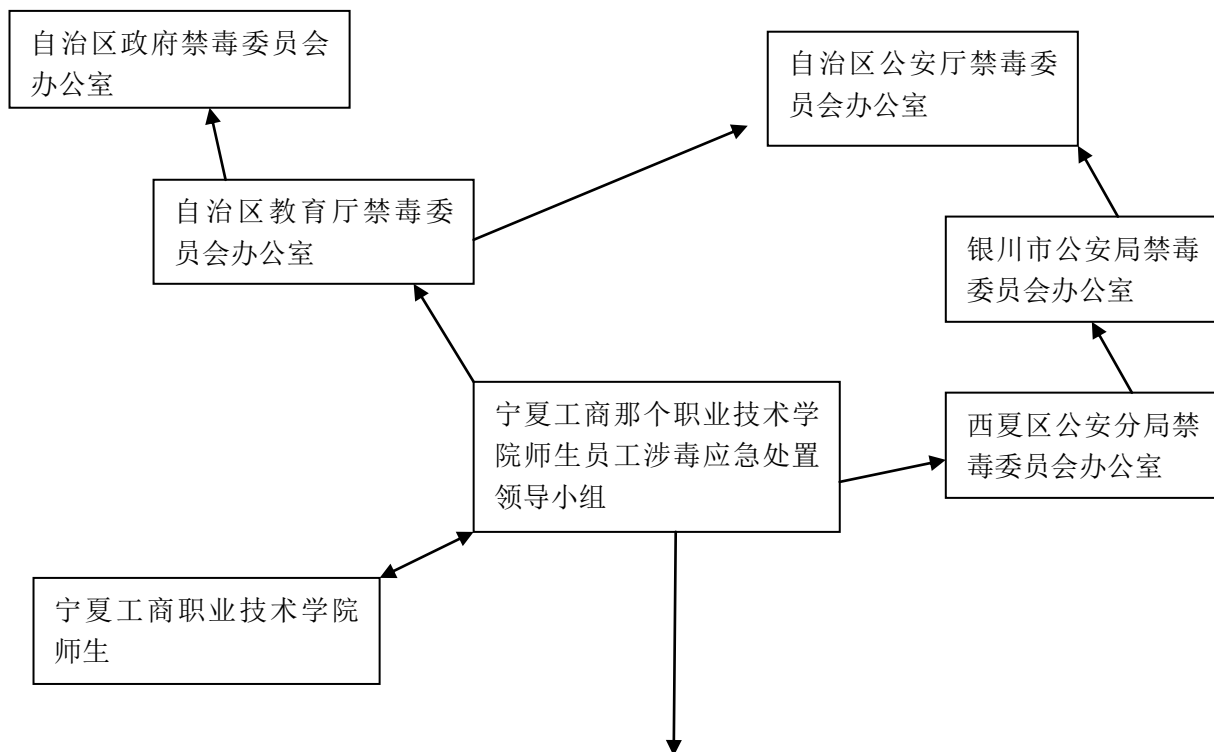 自治区政府禁毒委员会
办公室
自治区公安厅禁毒委
员会办公室
自治区教育厅禁毒委
员会办公室
银川市公安局禁毒
委员会办公室
宁夏工商那个职业技术学
院师生员工涉毒应急处置
领导小组
西夏区公安分局禁
毒委员会办公室
宁夏工商职业技术学院
师生